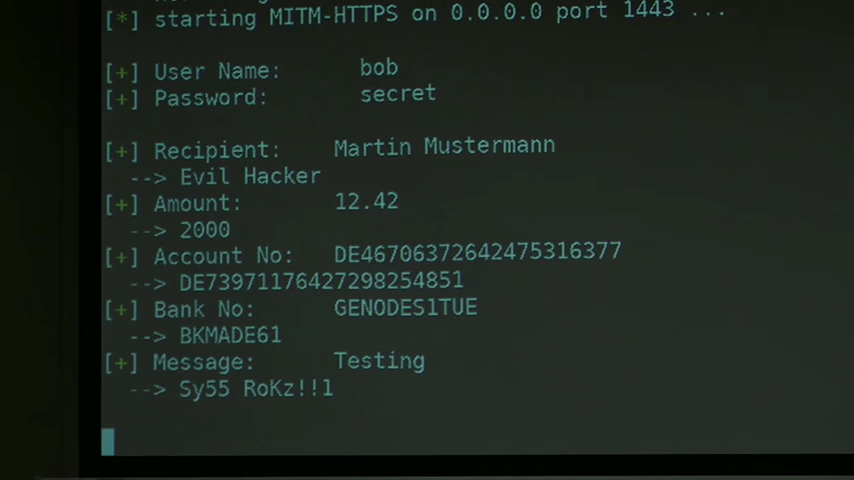 [*] starting MITM-HTTPS on 0.0.0.0 port 1443 ...
[+] User Name: bob
[+] Password: secret
[+] Recipient: Martin Mustermann
--> Evil Hacker
[+] Amount: 12.42
--> 2000
[+] Account No: DE46706372642475316377
--> DE73971176427298254851
[+] Bank No: GENODES1TUE
--> BKMADE61
[+] Message: Testing
--> Sy55 RoKz!!1